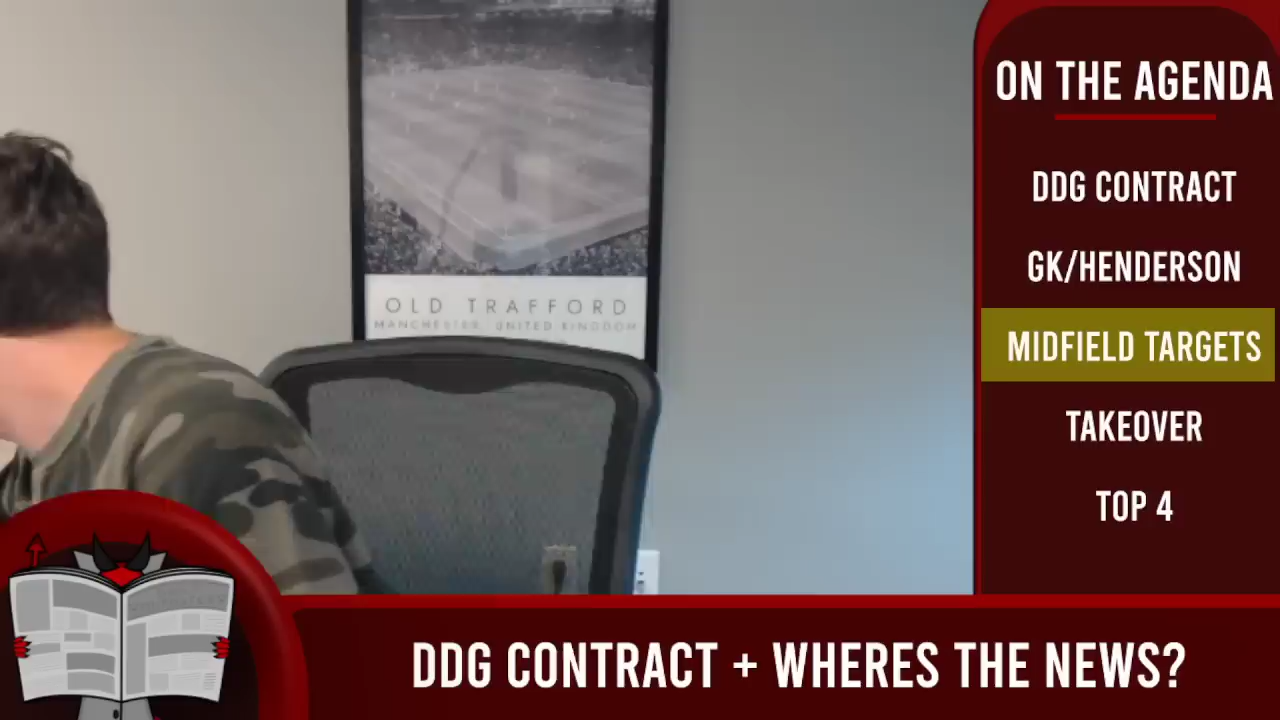 ON THE AGENDA
DDG CONTRACT
GK/HENDERSON
MIDFIELD TARGETS
TAKEOVER
TOP 4
OLD TRAFFORD
MANCHESTER, UNITED KINGDOM
DDG CONTRACT + WHERES THE NEWS?